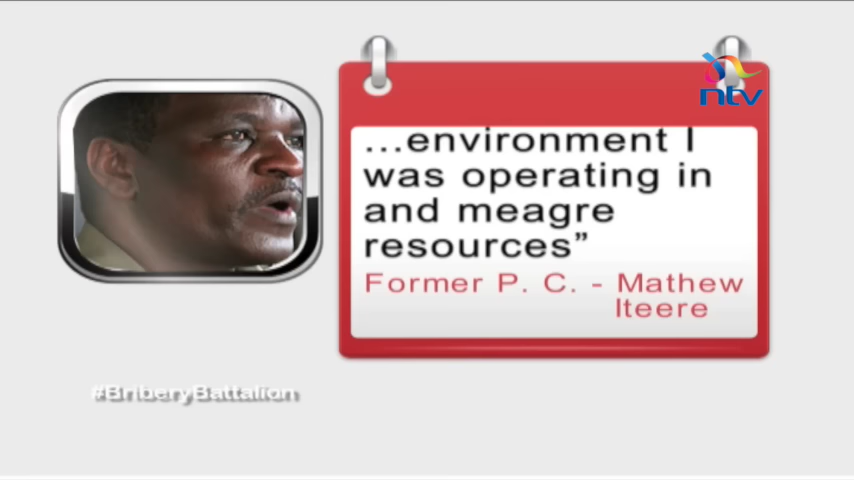 ntv
...environment I
was operating in
and meagre
resources”
Former P. C. - Mathew
Iteere
#BriberyBattalion